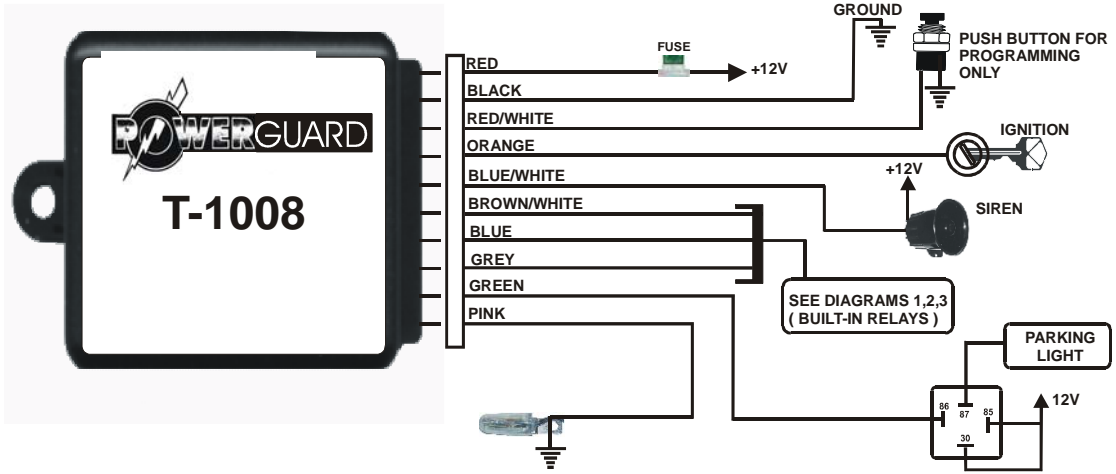 POWERGUARD
T-1008
RED
BLACK
RED/WHITE
ORANGE
BLUE/WHITE
BROWN/WHITE
BLUE
GREY
GREEN
PINK
FUSE
+12V
GROUND
PUSH BUTTON FOR
PROGRAMMING
ONLY
IGNITION
+12V
SIREN
SEE DIAGRAMS 1,2,3
( BUILT-IN RELAYS )
PARKING
LIGHT
86
87
85
30
12V